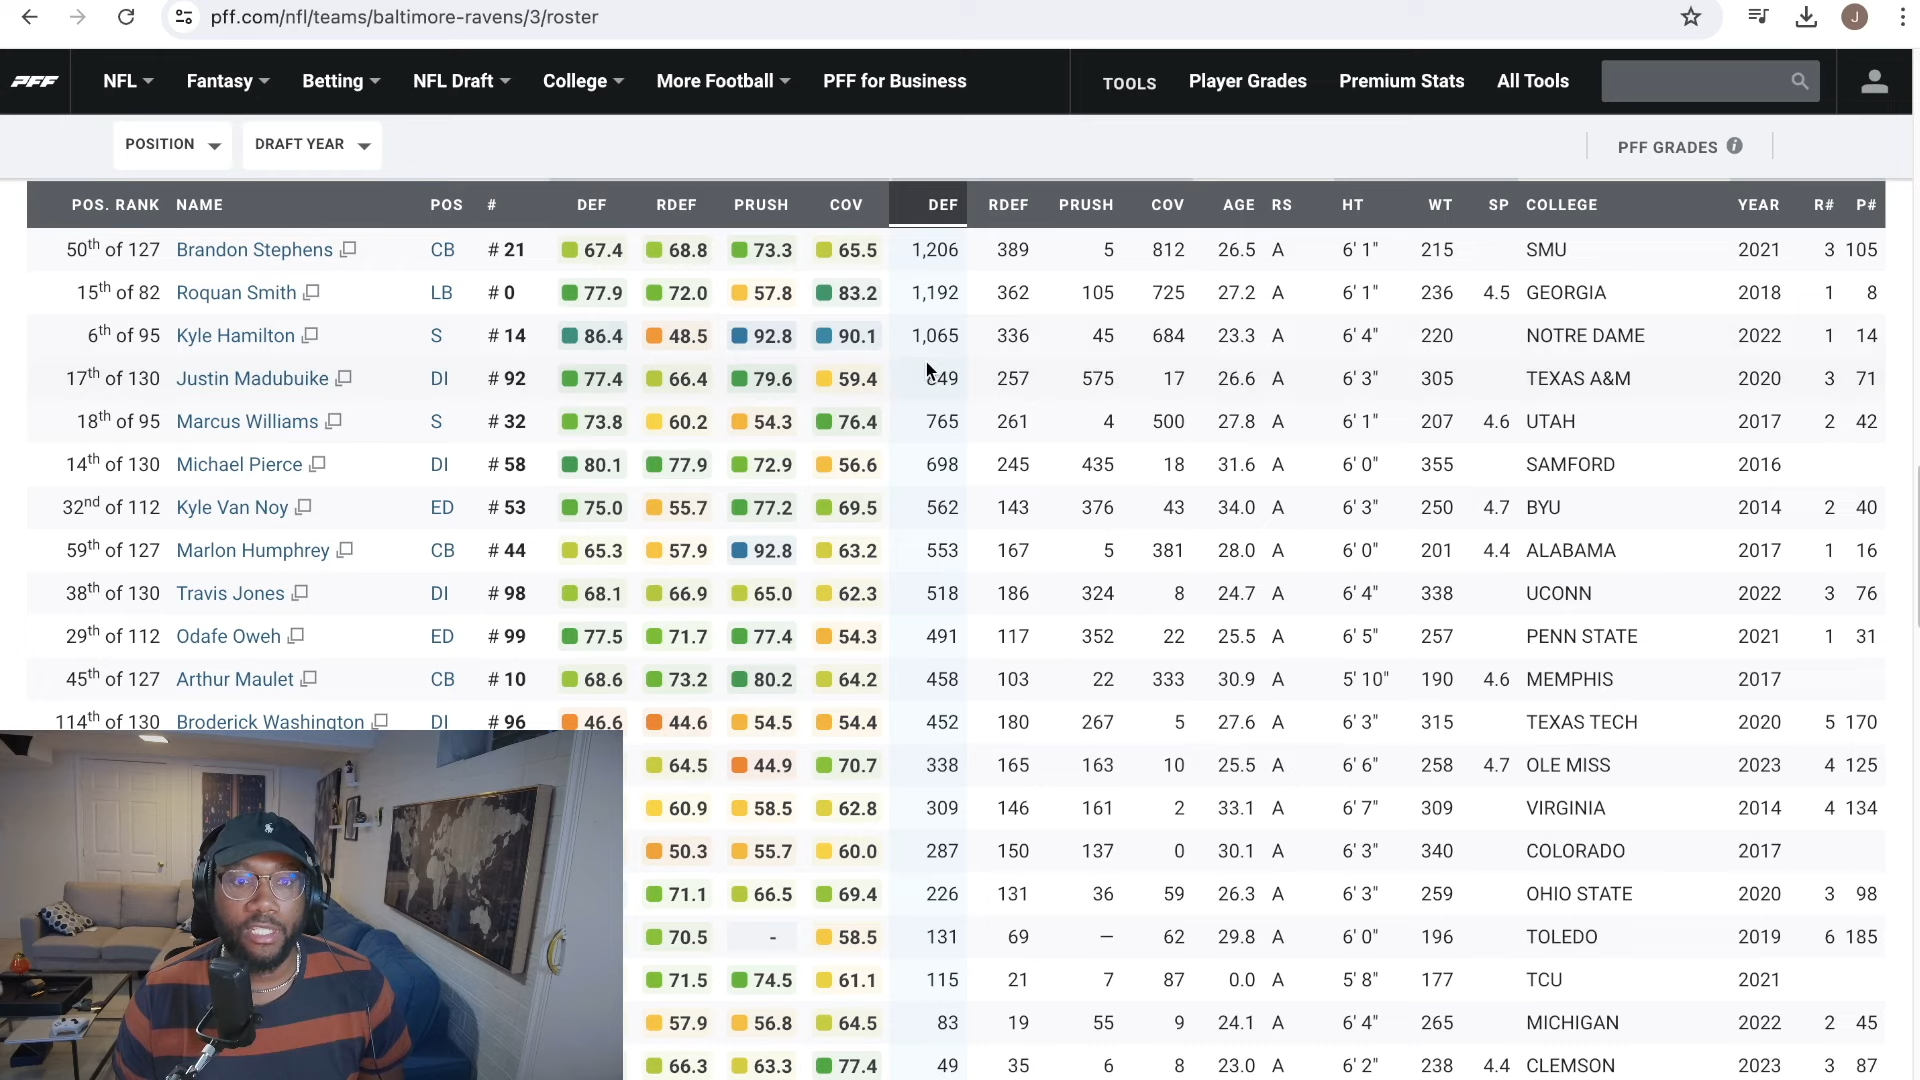 pff.com/nfl/teams/baltimore-ravens/3/roster J
PFF NFL Fantasy Betting NFL Draft College More Football PFF for Business TOOLS Player Grades Premium Stats All Tools
POSITION DRAFT YEAR PFF GRADES i
POS. RANK NAME POS # DEF RDEF PRUSH COV DEF RDEF PRUSH COV AGE RS HT WT SP COLLEGE YEAR R# P#
50th of 127 Brandon Stephens CB # 21 67.4 68.8 73.3 65.5 1,206 389 5 812 26.5 A 6' 1" 215 SMU 2021 3 105
15th of 82 Roquan Smith LB # 0 77.9 72.0 57.8 83.2 1,192 362 105 725 27.2 A 6' 1" 236 4.5 GEORGIA 2018 1 8
6th of 95 Kyle Hamilton S # 14 86.4 48.5 92.8 90.1 1,065 336 45 684 23.3 A 6' 4" 220 NOTRE DAME 2022 1 14
17th of 130 Justin Madubuike DI # 92 77.4 66.4 79.6 59.4 849 257 575 17 26.6 A 6' 3" 305 TEXAS A&M 2020 3 71
18th of 95 Marcus Williams S # 32 73.8 60.2 54.3 76.4 765 261 4 500 27.8 A 6' 1" 207 4.6 UTAH 2017 2 42
14th of 130 Michael Pierce DI # 58 80.1 77.9 72.9 56.6 698 245 435 18 31.6 A 6' 0" 355 SAMFORD 2016
32nd of 112 Kyle Van Noy ED # 53 75.0 55.7 77.2 69.5 562 143 376 43 34.0 A 6' 3" 250 4.7 BYU 2014 2 40
59th of 127 Marlon Humphrey CB # 44 65.3 57.9 92.8 63.2 553 167 5 381 28.0 A 6' 0" 201 4.4 ALABAMA 2017 1 16
38th of 130 Travis Jones DI # 98 68.1 66.9 65.0 62.3 518 186 324 8 24.7 A 6' 4" 338 UCONN 2022 3 76
29th of 112 Odafe Oweh ED # 99 77.5 71.7 77.4 54.3 491 117 352 22 25.5 A 6' 5" 257 PENN STATE 2021 1 31
45th of 127 Arthur Maulet CB # 10 68.6 73.2 80.2 64.2 458 103 22 333 30.9 A 5' 10" 190 4.6 MEMPHIS 2017
114th of 130 Broderick Washington DI # 96 46.6 44.6 54.5 54.4 452 180 267 5 27.6 A 6' 3" 315 TEXAS TECH 2020 5 170
64.5 44.9 70.7 338 165 163 10 25.5 A 6' 6" 258 4.7 OLE MISS 2023 4 125
60.9 58.5 62.8 309 146 161 2 33.1 A 6' 7" 309 VIRGINIA 2014 4 134
50.3 55.7 60.0 287 150 137 0 30.1 A 6' 3" 340 COLORADO 2017
71.1 66.5 69.4 226 131 36 59 26.3 A 6' 3" 259 OHIO STATE 2020 3 98
70.5 - 58.5 131 69 — 62 29.8 A 6' 0" 196 TOLEDO 2019 6 185
71.5 74.5 61.1 115 21 7 87 0.0 A 5' 8" 177 TCU 2021
57.9 56.8 64.5 83 19 55 9 24.1 A 6' 4" 265 MICHIGAN 2022 2 45
66.3 63.3 77.4 49 35 6 8 23.0 A 6' 2" 238 4.4 CLEMSON 2023 3 87